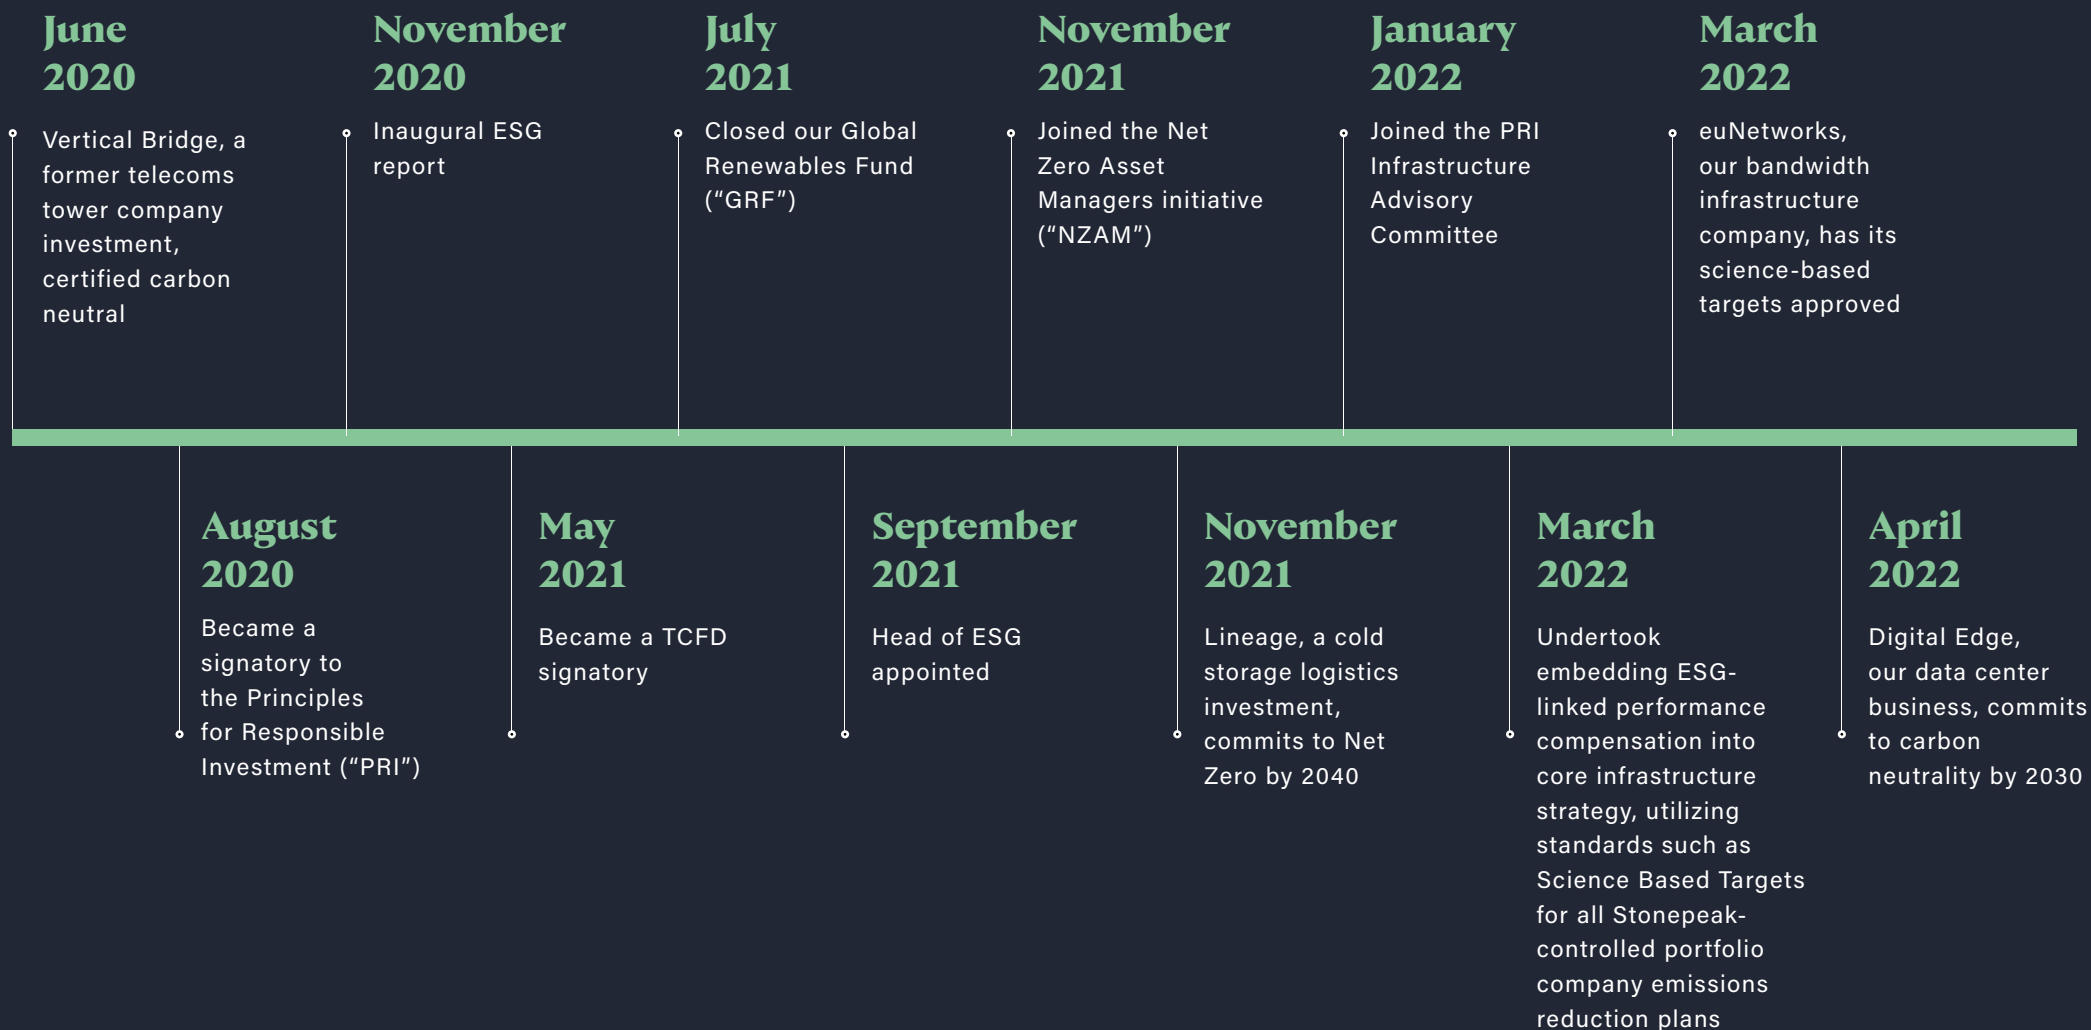 June
2020
Vertical Bridge, a
former telecoms
tower company
investment,
certified carbon
neutral
November
2020
Inaugural ESG
report
July
2021
Closed our Global
Renewables Fund
(“GRF”)
November
2021
Joined the Net
Zero Asset
Managers initiative
(“NZAM”)
January
2022
Joined the PRI
Infrastructure
Advisory
Committee
March
2022
euNetworks,
our bandwidth
infrastructure
company, has its
science-based
targets approved
August
2020
Became a
signatory to
the Principles
for Responsible
Investment (“PRI”)
May
2021
Became a TCFD
signatory
September
2021
Head of ESG
appointed
November
2021
Lineage, a cold
storage logistics
investment,
commits to Net
Zero by 2040
March
2022
Undertook
embedding ESG-
linked performance
compensation into
core infrastructure
strategy, utilizing
standards such as
Science Based Targets
for all Stonepeak-
controlled portfolio
company emissions
reduction plans
April
2022
Digital Edge,
our data center
business, commits
to carbon
neutrality by 2030